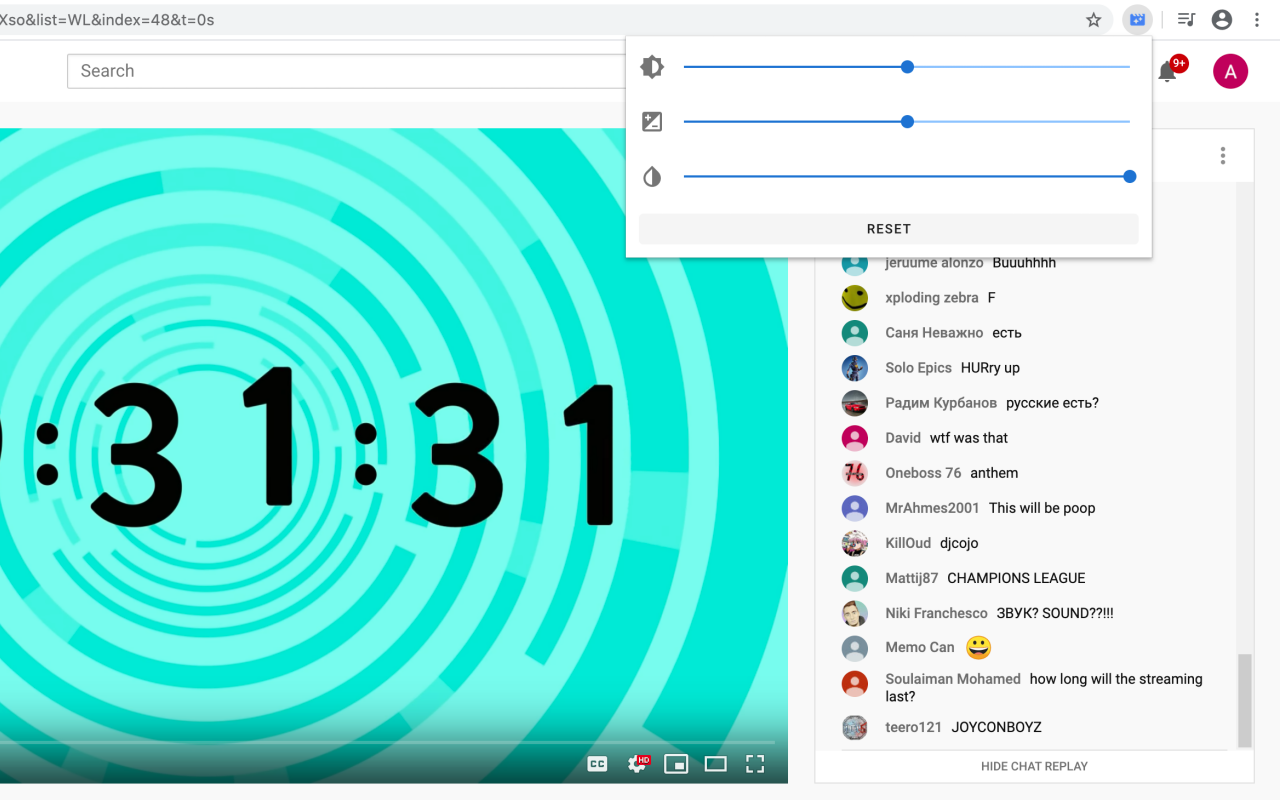 Xso&list=WL&index=48&t=0s
Search
9+
A
RESET
jeruume alonzo Buuuhhhh
xploding zebra F
Саня Неважно есть
Solo Epics HURry up
Радим Курбанов русские есть?
David wtf was that
Oneboss 76 anthem
MrAhmes2001 This will be poop
KillOud djcojo
Mattij87 CHAMPIONS LEAGUE
Niki Franchesco ЗВУК? SOUND??!!!
Memo Can 😀
Soulaiman Mohamed how long will the streaming
last?
teero121 JOYCONBOYZ
HIDE CHAT REPLAY
:31:31
CC
HD